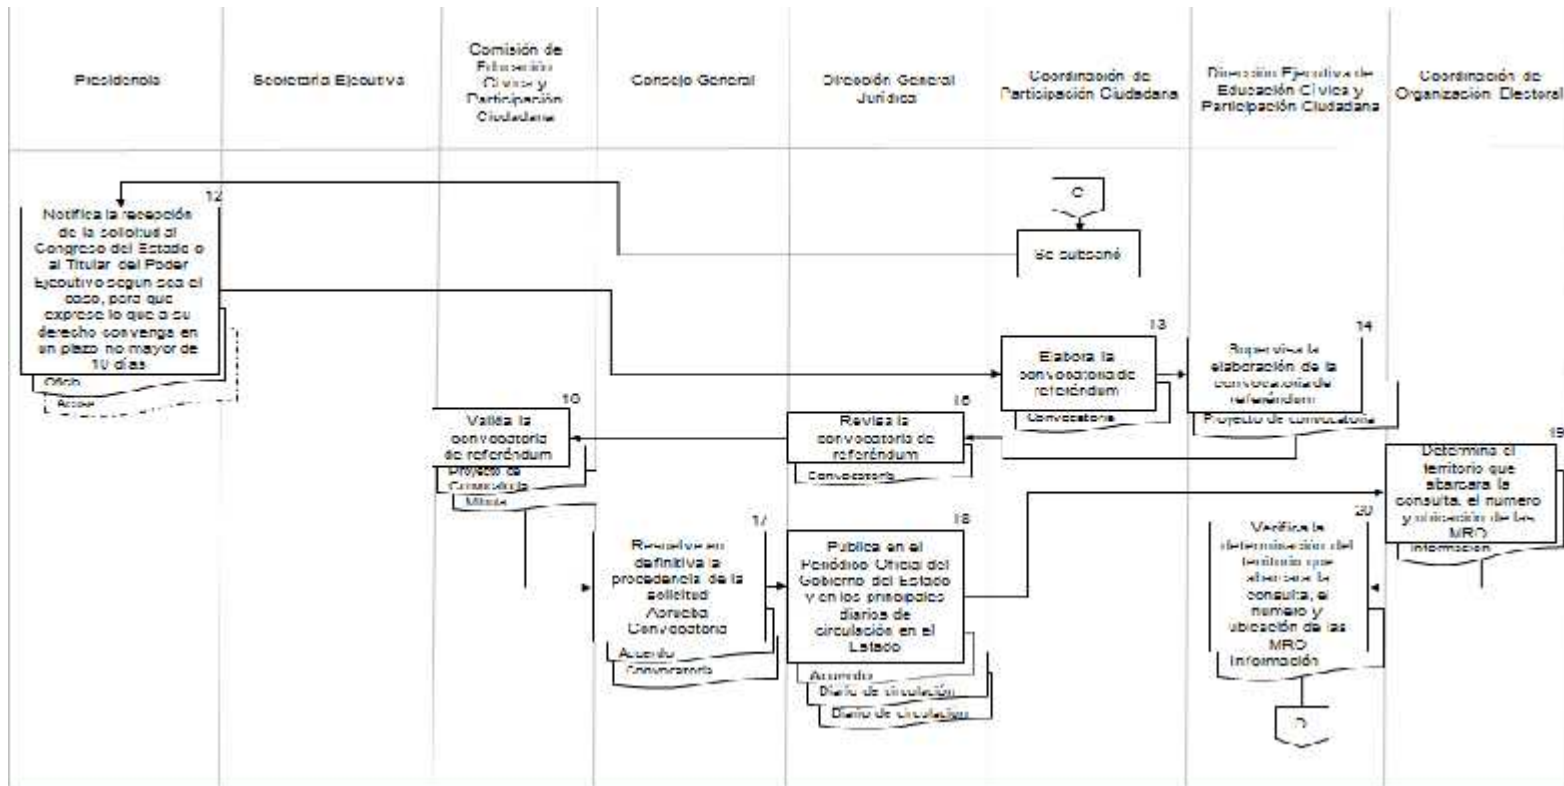 Presidencia
Secretaría Ejecutiva
Comisión de
Educación
Cívica y
Participación
Ciudadana
Consejo General
Dirección General
Jurídica
Coordinación de
Participación Ciudadana
Dirección Ejecutiva de
Educación Cívica y
Participación Ciudadana
Coordinación de
Organización Electoral
C
Se subsanó
12
Notifica la recepción
de la solicitud al
Congreso del Estado o
al Titular del Poder
Ejecutivo según sea el
caso, para que
exprese lo que a su
derecho convenga en
un plazo no mayor de
10 días
Oficio
Acuse
13
Elabora la
convocatoria de
referéndum
Convocatoria
14
Supervisa la
elaboración de la
convocatoria de
referéndum
Proyecto de convocatoria
15
Revisa la
convocatoria de
referéndum
Convocatoria
16
Valida la
convocatoria
de referéndum
Proyecto de
Convocatoria
Minuta
17
Resuelve en
definitiva la
procedencia de la
solicitud
Aprueba
Convocatoria
Acuerdo
Convocatoria
18
Publica en el
Periódico Oficial del
Gobierno del Estado
y en los principales
diarios de
circulación en el
Estado
Acuerdo
Diario de circulación
Diario de circulación
19
Determina el
territorio que
abarcara la
consulta, el numero
y ubicación de las
MRD
Información
20
Verifica la
determinación del
territorio que
abarcara la
consulta, el
numero y
ubicación de las
MRD
Información
D